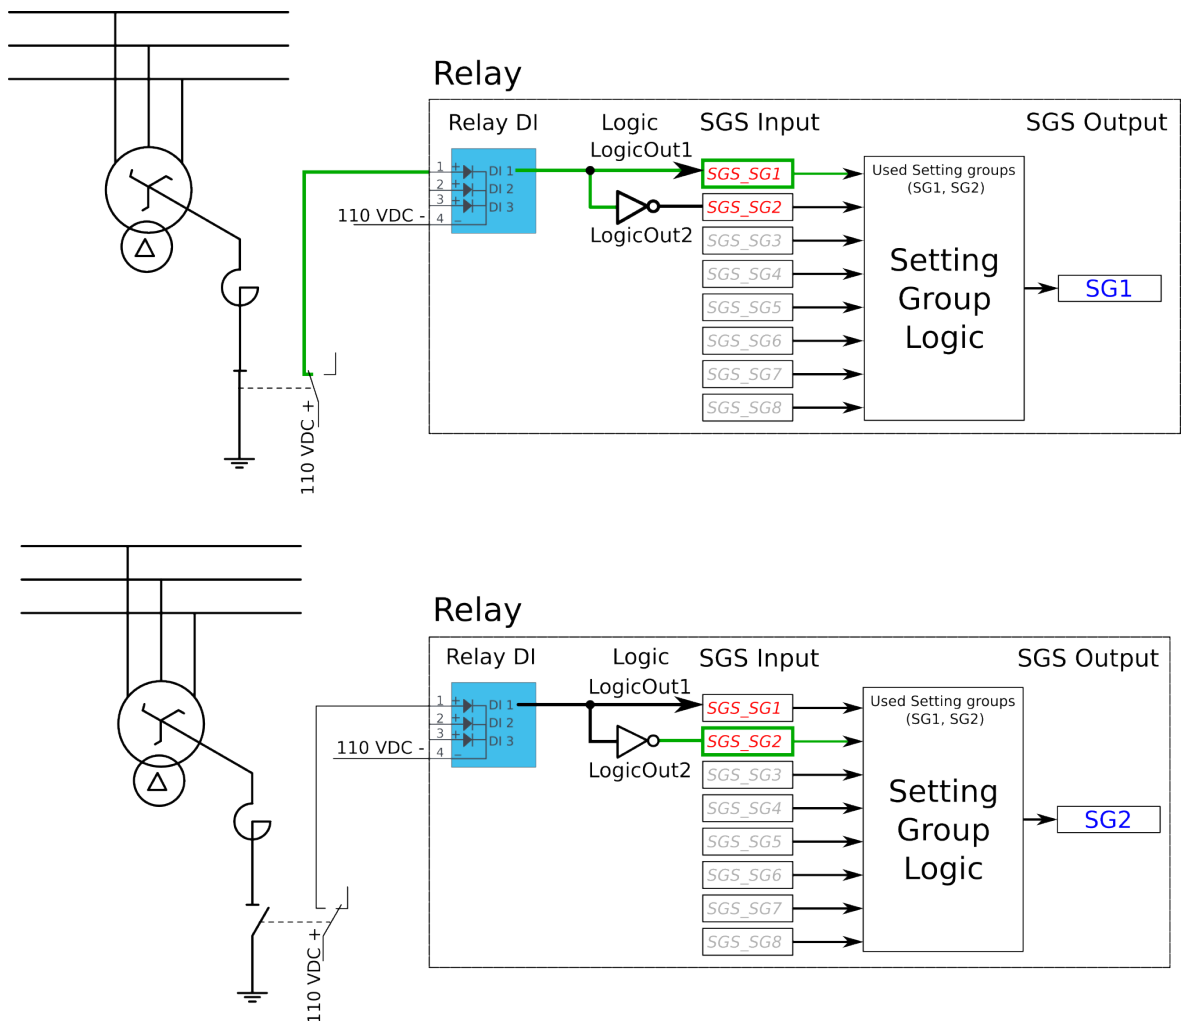 Relay
Relay DI
Logic
SGS Input
SGS Output
LogicOut1
1 +
DI 1
SGS_SG1
Used Setting groups
(SG1, SG2)
2 +
DI 2
3 +
DI 3
SGS_SG2
110 VDC -
4 −
LogicOut2
SGS_SG3
Setting
Group
Logic
SGS_SG4
SG1
SGS_SG5
SGS_SG6
SGS_SG7
SGS_SG8
110 VDC +
Relay
Relay DI
Logic
SGS Input
SGS Output
LogicOut1
1 +
DI 1
SGS_SG1
Used Setting groups
(SG1, SG2)
2 +
DI 2
3 +
DI 3
SGS_SG2
110 VDC -
4 −
LogicOut2
SGS_SG3
Setting
Group
Logic
SGS_SG4
SG2
SGS_SG5
SGS_SG6
SGS_SG7
SGS_SG8
110 VDC +